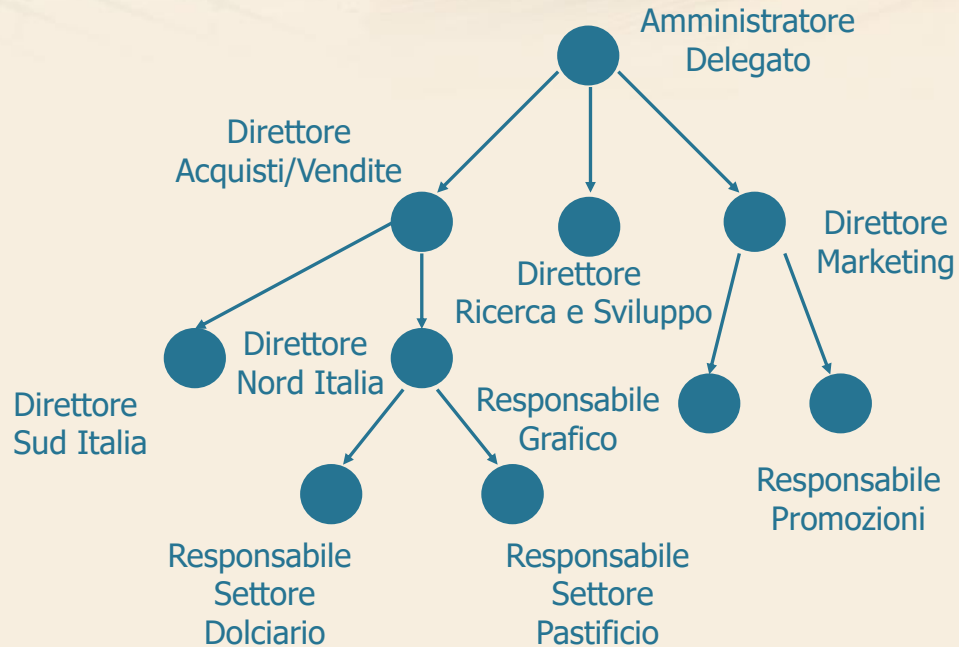 Amministratore
Delegato
Direttore
Acquisti/Vendite
Direttore
Marketing
Direttore
Ricerca e Sviluppo
Direttore
Nord Italia
Direttore
Sud Italia
Responsabile
Grafico
Responsabile
Promozioni
Responsabile
Settore
Dolciario
Responsabile
Settore
Pastificio